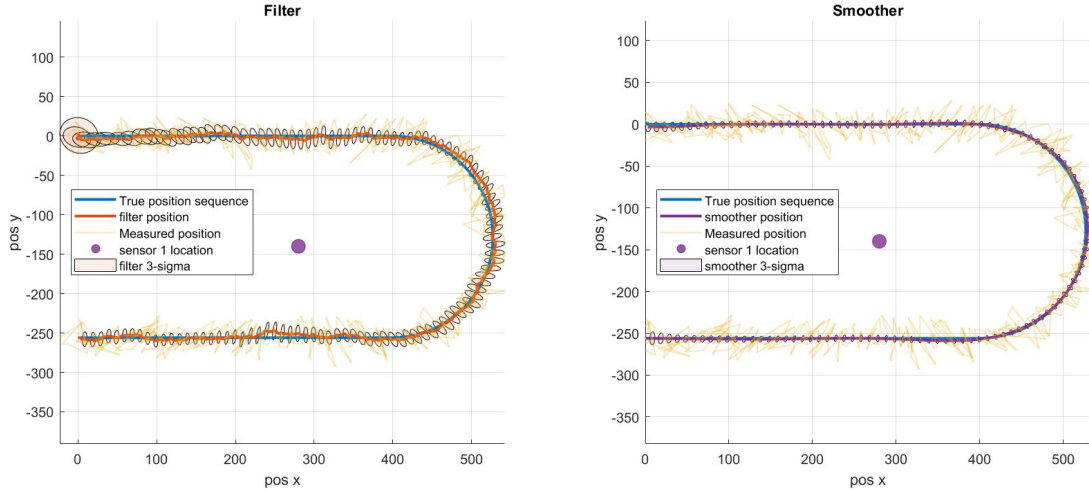 Filter
100
50
0
-50
-100
-150
-200
-250
-300
-350
pos y
True position sequence
filter position
Measured position
sensor 1 location
filter 3-sigma
0 100 200 300 400 500
pos x
Smoother
100
50
0
-50
-100
-150
-200
-250
-300
-350
pos y
True position sequence
smoother position
Measured position
sensor 1 location
smoother 3-sigma
0 100 200 300 400 500
pos x